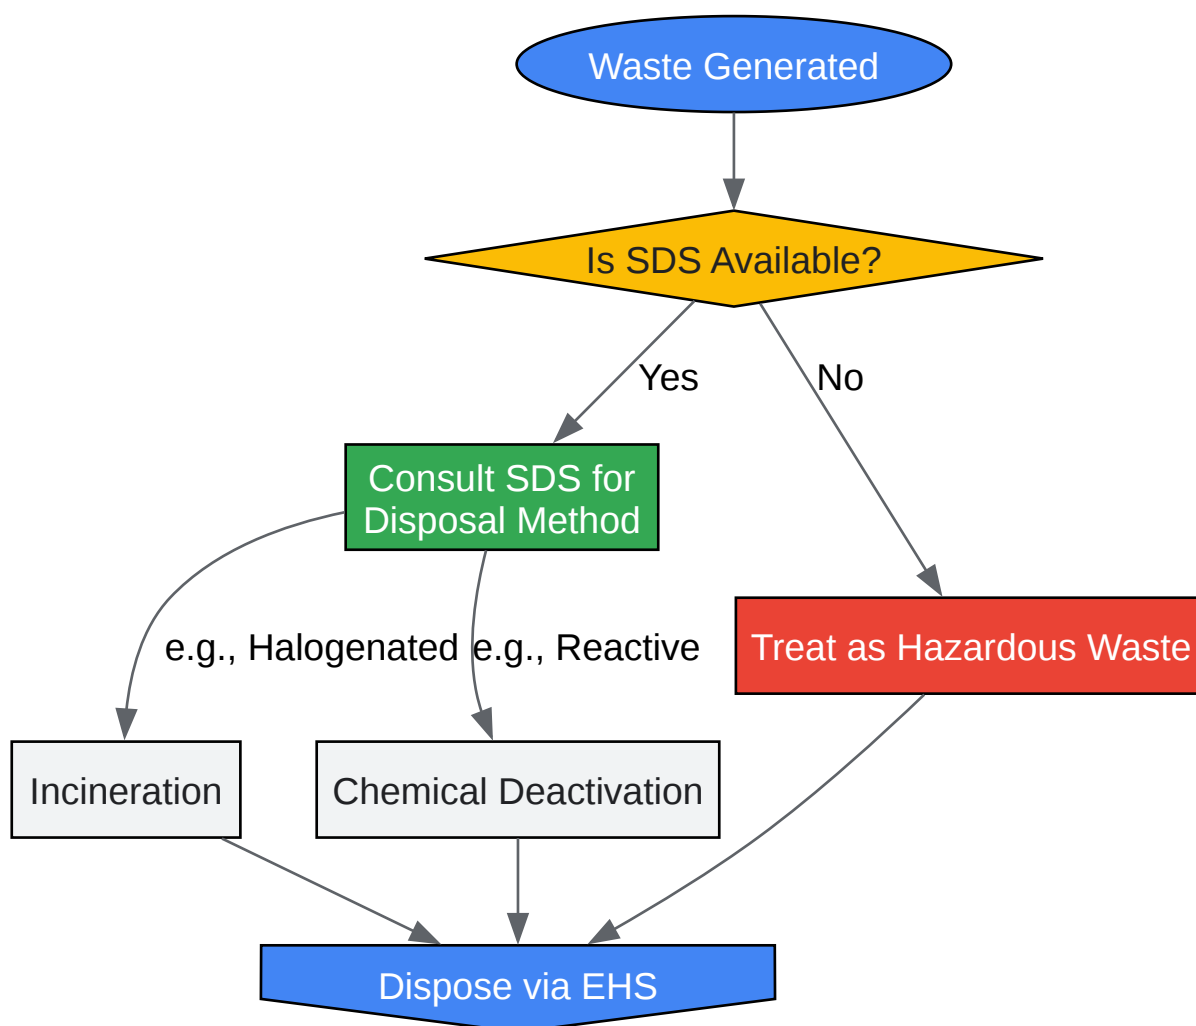 Waste Generated
Is SDS Available?
Yes
No
Consult SDS for
Disposal Method
e.g., Halogenated
e.g., Reactive
Treat as Hazardous Waste
Incineration
Chemical Deactivation
Dispose via EHS